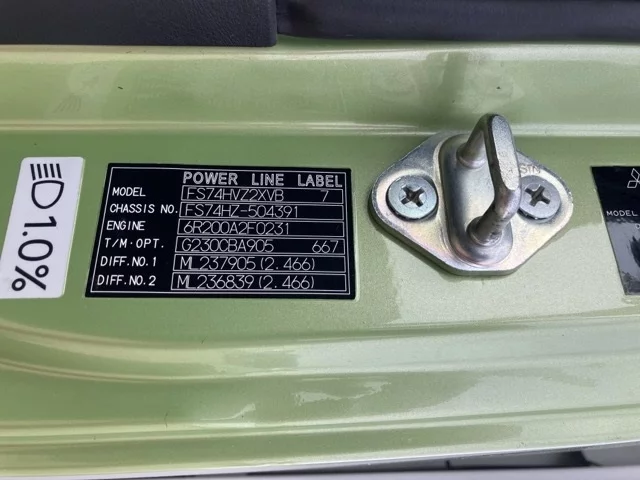 POWER LINE LABEL
MODEL FS74HVZ2XVB 7
CHASSIS NO. FS74HZ-504391
ENGINE 6R200A2F0231
T/M·OPT. G230CBA905 667
DIFF.NO.1 ML237905(2.466)
DIFF.NO.2 ML236839(2.466)
1.0%
MODEL